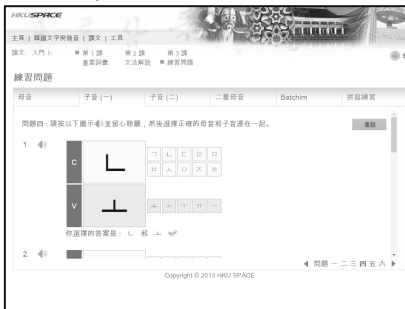 HKU SPACE
主頁 | 韓國文字與發音 | 課文 | 工具
課文: 入門 1: ■ 第 1 課 第 2 課 第 3 課
重要詞彙 文法解說 ■ 練習問題
練習問題
母音 子音 (一) 子音 (二) 二重母音 Batchim 拼寫練習
問題四 : 請按以下圖示並留心聆聽 , 然後選擇正確的母音和子音連在一起。 重設
1.
C ㄴ ㄱ ㄴ ㄷ ㄹ ㅁ
ㅂ ㅅ ㅇ ㅈ ㅎ
V ㅗ ㅗ ㅛ ㅜ ㅠ ㅡ
你選擇的答案是 : ㄴ 和 ㅗ
2.
問題 一 二 三 四 五 六
Copyright © 2013 HKU SPACE